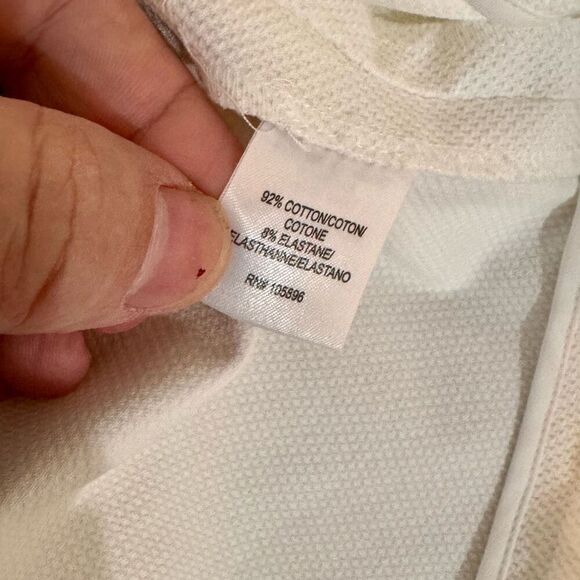 92% COTTON/COTON/
COTONE
8% ELASTANE/
ELASTHANNE/ELASTANO
RN# 105896